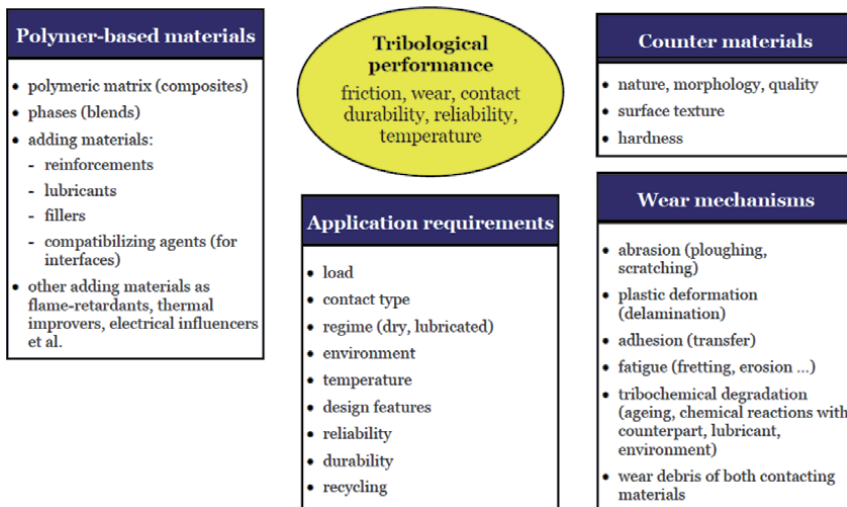 Polymer-based materials
• polymeric matrix (composites)
• phases (blends)
• adding materials:
- reinforcements
- lubricants
- fillers
- compatibilizing agents (for
interfaces)
• other adding materials as
flame-retardants, thermal
improvers, electrical influencers
et al.
Tribological
performance
friction, wear, contact
durability, reliability,
temperature
Application requirements
• load
• contact type
• regime (dry, lubricated)
• environment
• temperature
• design features
• reliability
• durability
• recycling
Counter materials
• nature, morphology, quality
• surface texture
• hardness
Wear mechanisms
• abrasion (ploughing,
scratching)
• plastic deformation
(delamination)
• adhesion (transfer)
• fatigue (fretting, erosion ...)
• tribochemical degradation
(ageing, chemical reactions with
counterpart, lubricant,
environment)
• wear debris of both contacting
materials